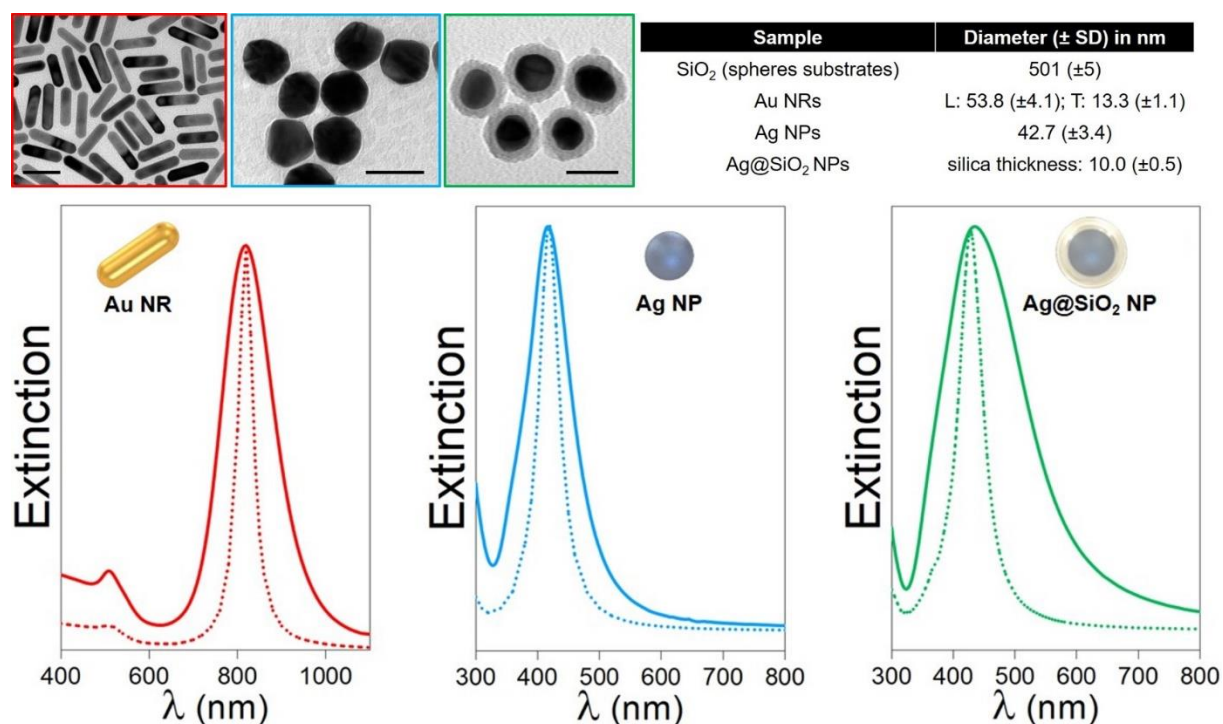 Sample Diameter (± SD) in nm
SiO₂ (spheres substrates) 501 (±5)
Au NRs L: 53.8 (±4.1); T: 13.3 (±1.1)
Ag NPs 42.7 (±3.4)
Ag@SiO₂ NPs silica thickness: 10.0 (±0.5)
Au NR
Extinction
400 600 800 1000
λ (nm)
Ag NP
Extinction
300 400 500 600 700 800
λ (nm)
Ag@SiO₂ NP
Extinction
300 400 500 600 700 800
λ (nm)